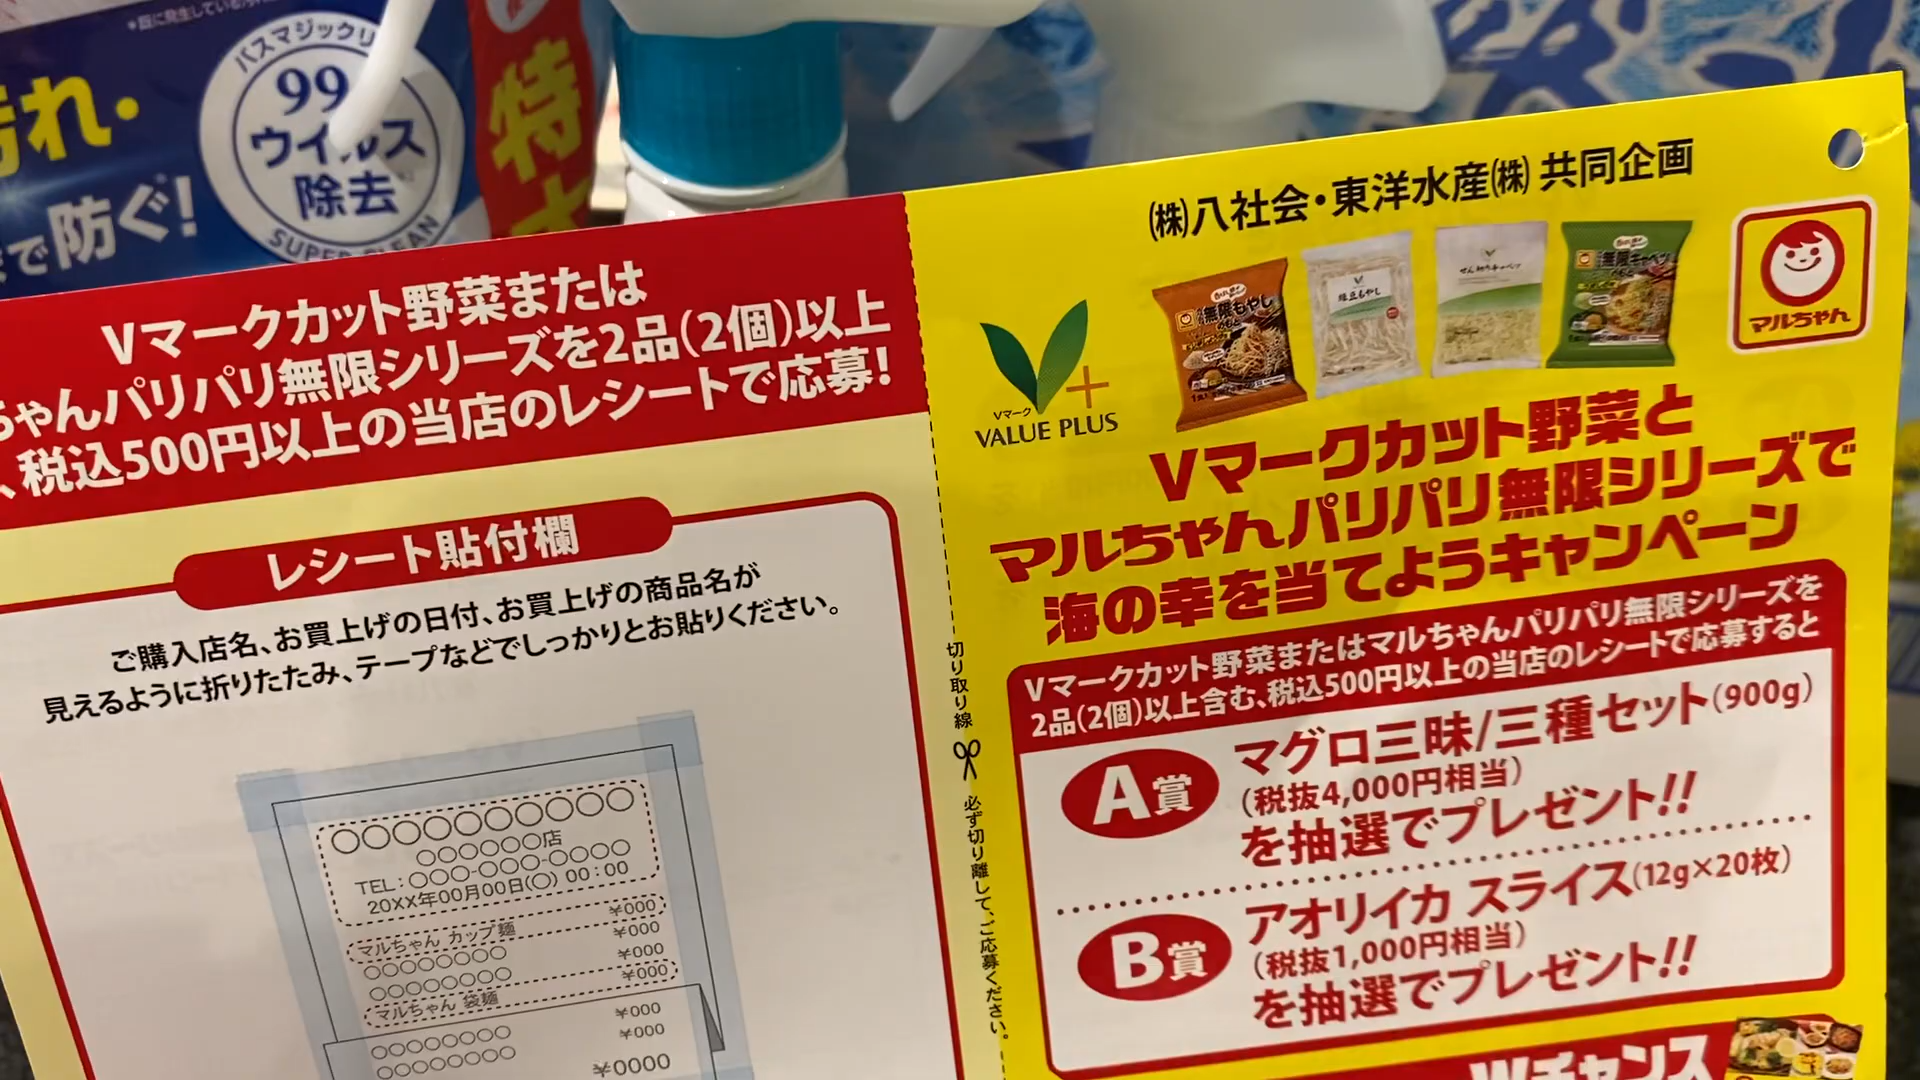 汚れ・
で防ぐ!
バスマジックリ
99
ウイルス
除去
SUPER CLEAN
特
Vマークカット野菜または
ちゃんパリパリ無限シリーズを2品(2個)以上
、税込500円以上の当店のレシートで応募!
レシート貼付欄
ご購入店名、お買上げの日付、お買上げの商品名が
見えるように折りたたみ、テープなどでしっかりとお貼りください。
○○○○○○○○○○
○○○○○○店
TEL:○○○-○○○-○○○○
20XX年00月00日(○) 00:00
¥000
マルちゃん カップ麺 ¥000
○○○○○○○○ ¥000
○○○○○○○○ ¥000
マルちゃん 袋麺
¥000
○○○○○○○○ ¥000
○○○○○○○○ ¥0000
切り取り線
必ず切り離して、ご応募ください。
(株)八社会・東洋水産(株) 共同企画
Vマーク
VALUE PLUS
無限もやし
のもと
緑豆もやし
せん切りキャベツ
無限キャベツ
のもと
マルちゃん
Vマークカット野菜と
マルちゃんパリパリ無限シリーズで
海の幸を当てようキャンペーン
Vマークカット野菜またはマルちゃんパリパリ無限シリーズを
2品(2個)以上含む、税込500円以上の当店のレシートで応募すると
A賞
マグロ三昧/三種セット(900g)
(税抜4,000円相当)
を抽選でプレゼント!!
B賞
アオリイカ スライス(12g×20枚)
(税抜1,000円相当)
を抽選でプレゼント!!
Wチャンス